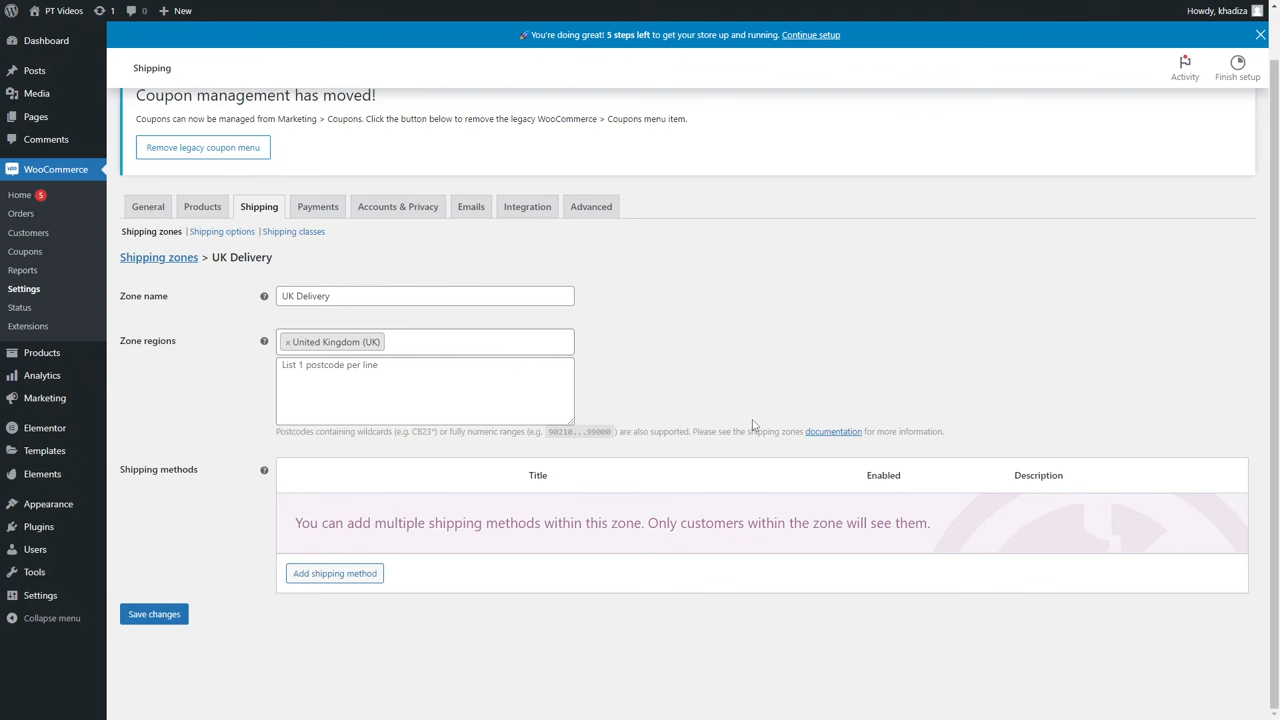 PT Videos
1
0
New
Howdy, khadiza
Dashboard
Posts
Media
Pages
Comments
WooCommerce
Home 5
Orders
Customers
Coupons
Reports
Settings
Status
Extensions
Products
Analytics
Marketing
Elementor
Templates
Elements
Appearance
Plugins
Users
Tools
Settings
Collapse menu
🚀 You're doing great! 5 steps left to get your store up and running. Continue setup
Shipping
Activity
Finish setup
Coupon management has moved!
Coupons can now be managed from Marketing > Coupons. Click the button below to remove the legacy WooCommerce > Coupons menu item.
Remove legacy coupon menu
General Products Shipping Payments Accounts & Privacy Emails Integration Advanced
Shipping zones | Shipping options | Shipping classes
Shipping zones > UK Delivery
Zone name ? UK Delivery
Zone regions ? × United Kingdom (UK)
List 1 postcode per line
Postcodes containing wildcards (e.g. CB23*) or fully numeric ranges (e.g. 90210...99000 ) are also supported. Please see the shipping zones documentation for more information.
Shipping methods ? Title Enabled Description
You can add multiple shipping methods within this zone. Only customers within the zone will see them.
Add shipping method
Save changes